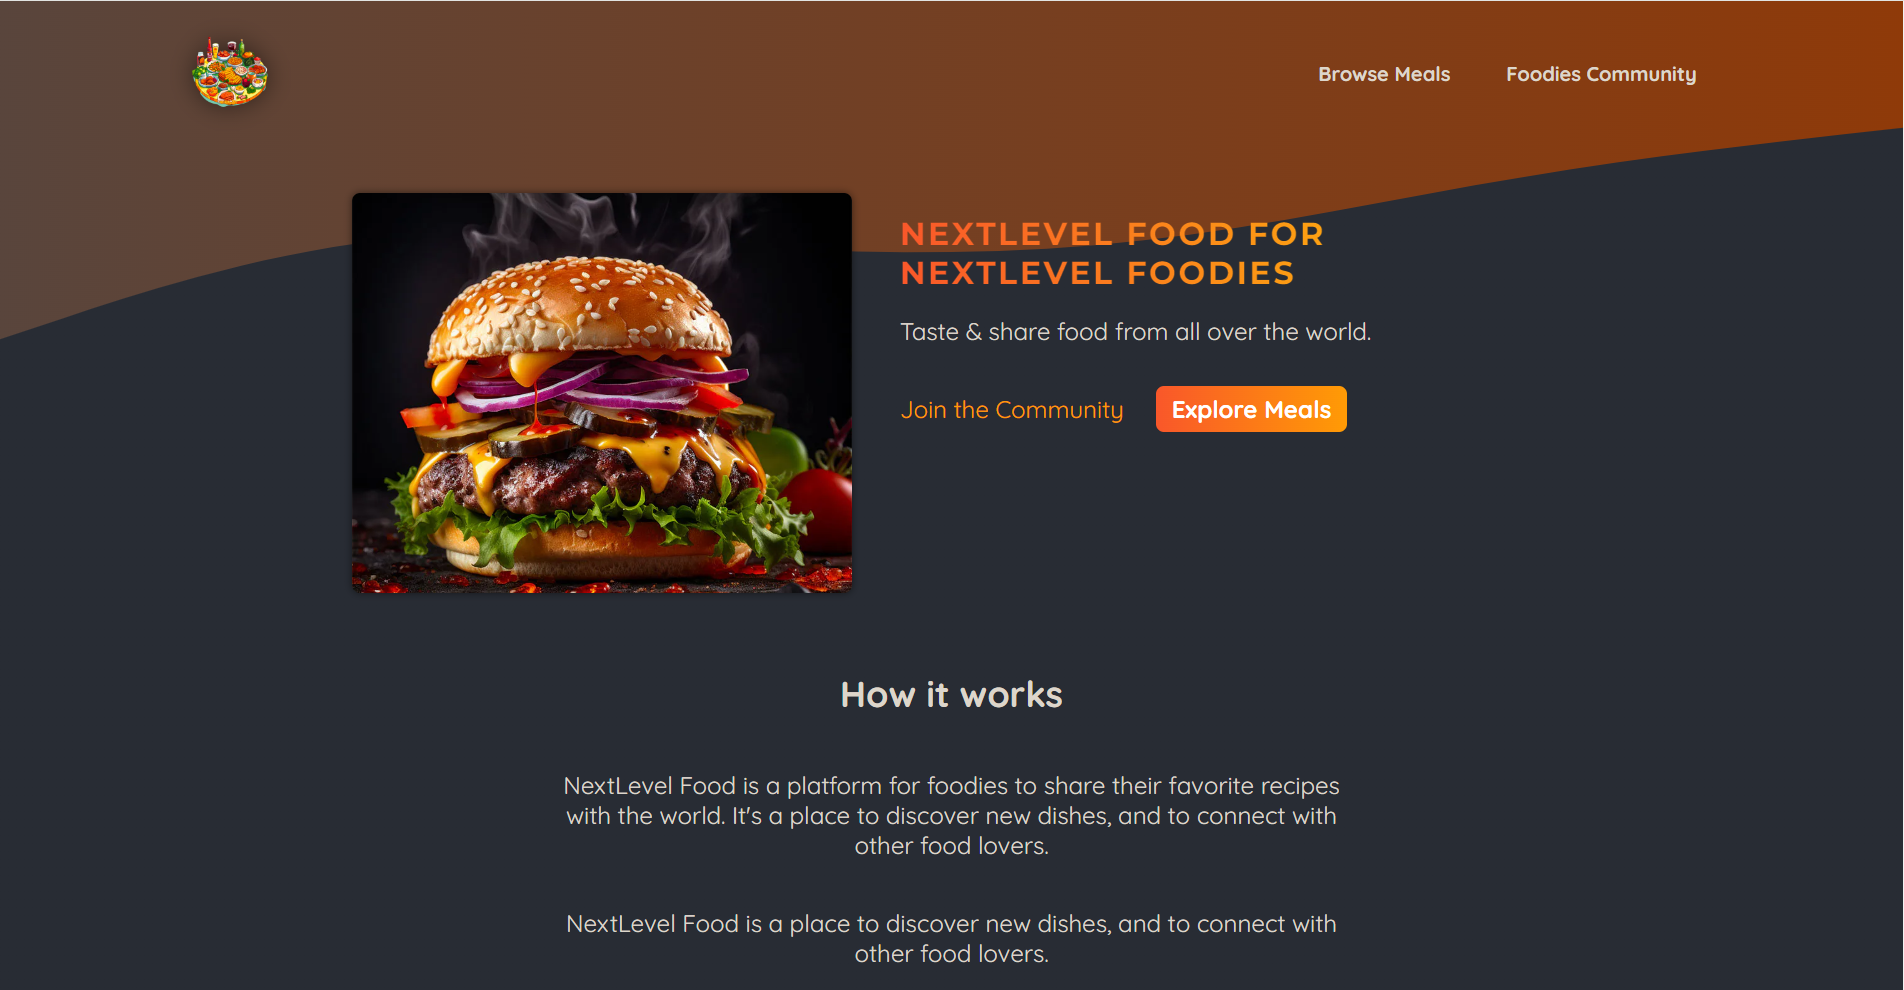 Browse Meals
Foodies Community
NEXTLEVEL FOOD FOR
NEXTLEVEL FOODIES
Taste & share food from all over the world.
Join the Community
Explore Meals
How it works
NextLevel Food is a platform for foodies to share their favorite recipes
with the world. It's a place to discover new dishes, and to connect with
other food lovers.
NextLevel Food is a place to discover new dishes, and to connect with
other food lovers.